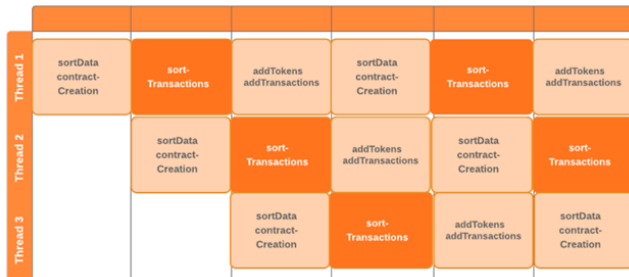 Thread 1
sortData
contract-
Creation
sort-
Transactions
addTokens
addTransactions
sortData
contract-
Creation
sort-
Transactions
addTokens
addTransactions
Thread 2
sortData
contract-
Creation
sort-
Transactions
addTokens
addTransactions
sortData
contract-
Creation
sort-
Transactions
Thread 3
sortData
contract-
Creation
sort-
Transactions
addTokens
addTransactions
sortData
contract-
Creation